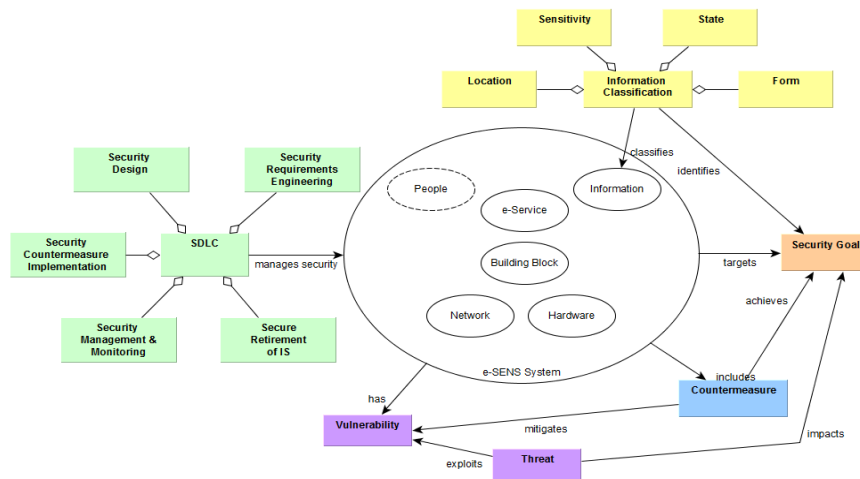 Sensitivity
State
Location
Information
Classification
Form
classifies
identifies
Security
Design
Security
Requirements
Engineering
People
Information
e-Service
Security
Countermeasure
Implementation
SDLC
manages security
Building Block
targets
Security Goal
achieves
Network
Hardware
Security
Management &
Monitoring
Secure
Retirement
of IS
e-SENS System
includes
Countermeasure
has
Vulnerability
mitigates
impacts
exploits
Threat